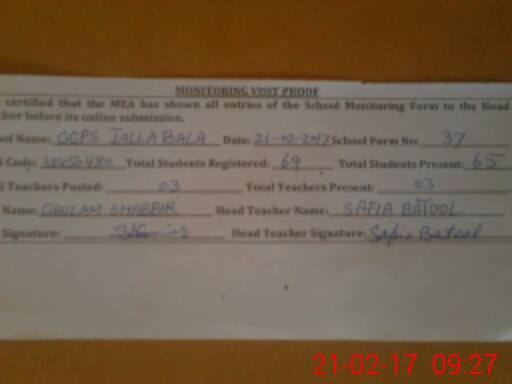 MONITORING VISIT PROOF
certified that the MEA has shown all entries of the School Monitoring Form to the Head
her before its online submission.
ool Name: GGPS JALLA BALA Date: 21-02-2017 School Form No: 37
Code: Total Students Registered: 69 Total Students Present: 65
l Teachers Posted: 03 Total Teachers Present: 03
Name: GHULAM SHABBIR Head Teacher Name: SAFIA BATOOL
Signature: Head Teacher Signature: Safia Batool
21-02-17 09:27